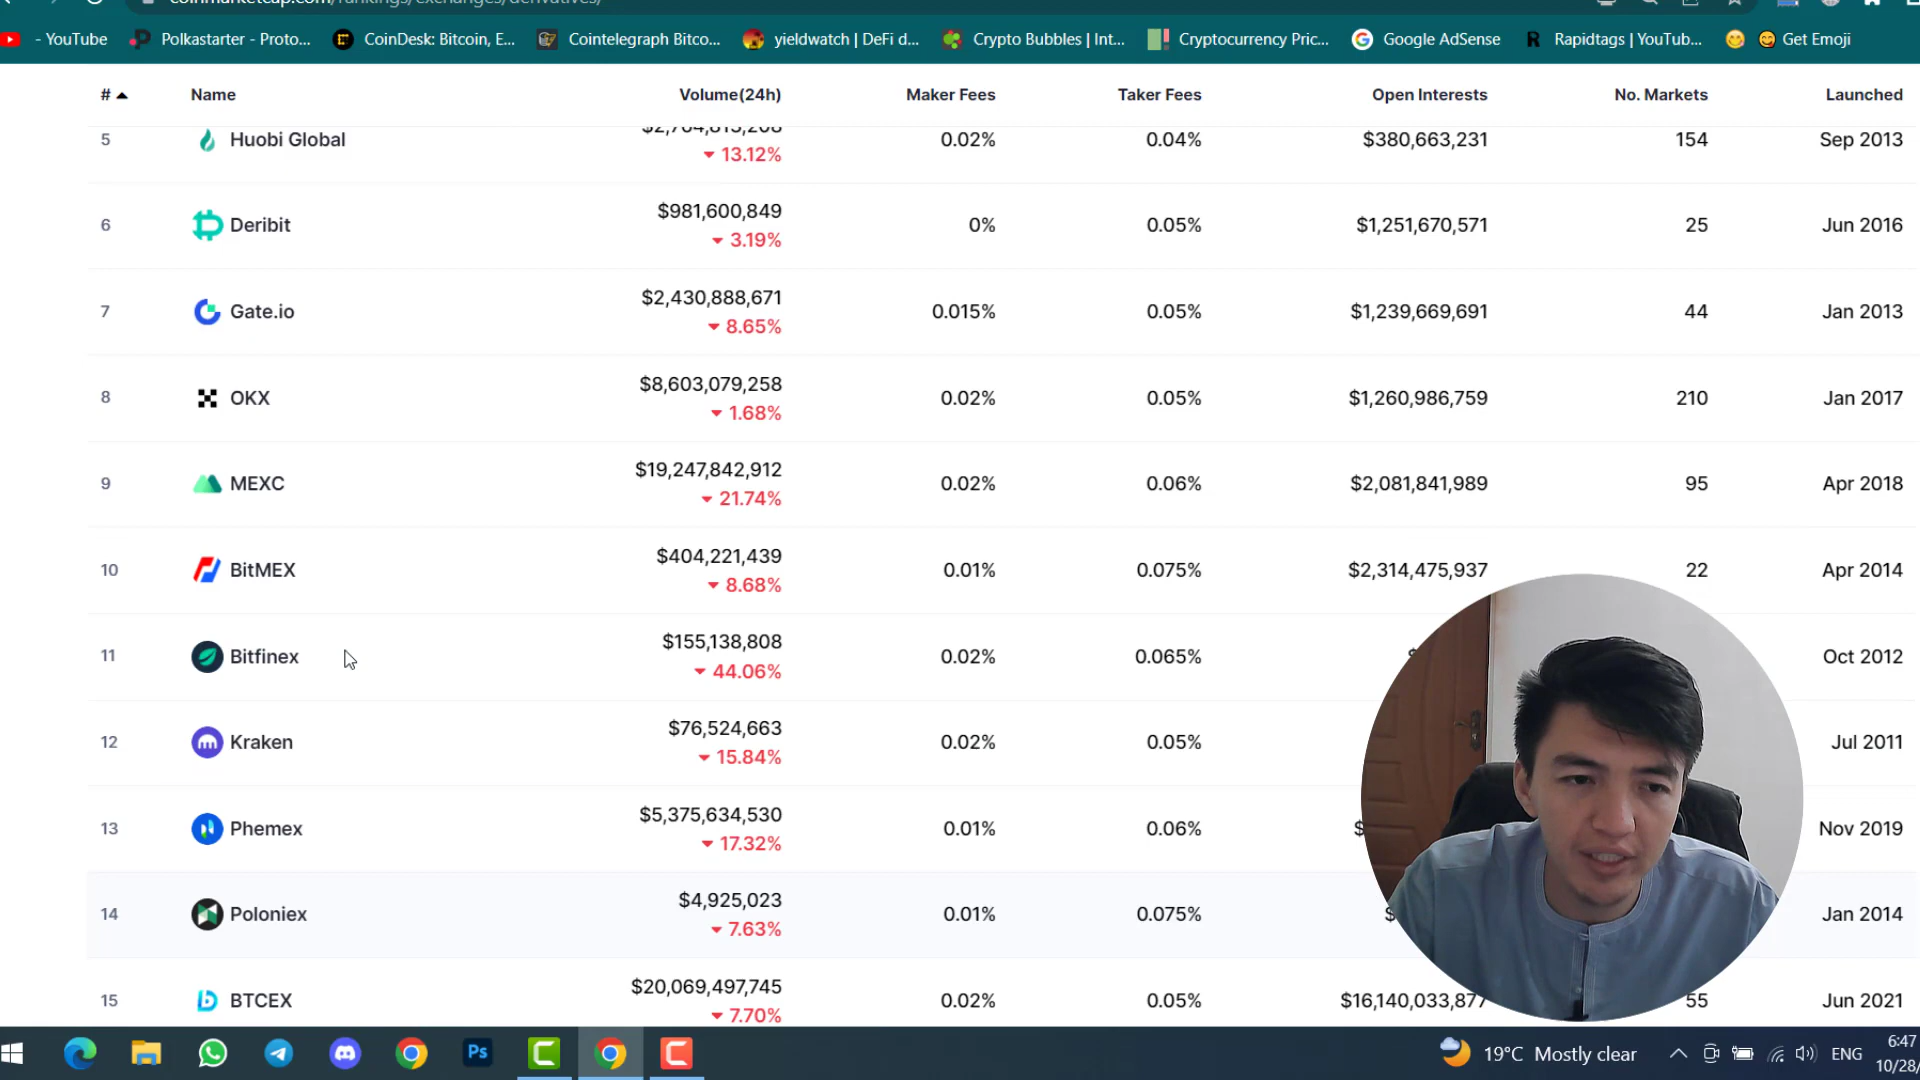 coinmarketcap.com/rankings/exchanges/derivatives/
- YouTube Polkastarter - Proto... CoinDesk: Bitcoin, E... Cointelegraph Bitco... yieldwatch | DeFi d... Crypto Bubbles | Int... Cryptocurrency Pric... Google AdSense Rapidtags | YouTub... Get Emoji
# Name Volume(24h) Maker Fees Taker Fees Open Interests No. Markets Launched
5 Huobi Global 0.02% 0.04% $380,663,231 154 Sep 2013
13.12%
$981,600,849
6 Deribit 0% 0.05% $1,251,670,571 25 Jun 2016
3.19%
$2,430,888,671
7 Gate.io 0.015% 0.05% $1,239,669,691 44 Jan 2013
8.65%
$8,603,079,258
8 OKX 0.02% 0.05% $1,260,986,759 210 Jan 2017
1.68%
$19,247,842,912
9 MEXC 0.02% 0.06% $2,081,841,989 95 Apr 2018
21.74%
$404,221,439
10 BitMEX 0.01% 0.075% $2,314,475,937 22 Apr 2014
8.68%
$155,138,808
11 Bitfinex 0.02% 0.065% Oct 2012
44.06%
$76,524,663
12 Kraken 0.02% 0.05% Jul 2011
15.84%
$5,375,634,530
13 Phemex 0.01% 0.06% $ Nov 2019
17.32%
$4,925,023
14 Poloniex 0.01% 0.075% $ Jan 2014
7.63%
$20,069,497,745
15 BTCEX 0.02% 0.05% $16,140,033,877 55 Jun 2021
7.70%
Ps C C 19°C Mostly clear ENG 6:47
10/28/